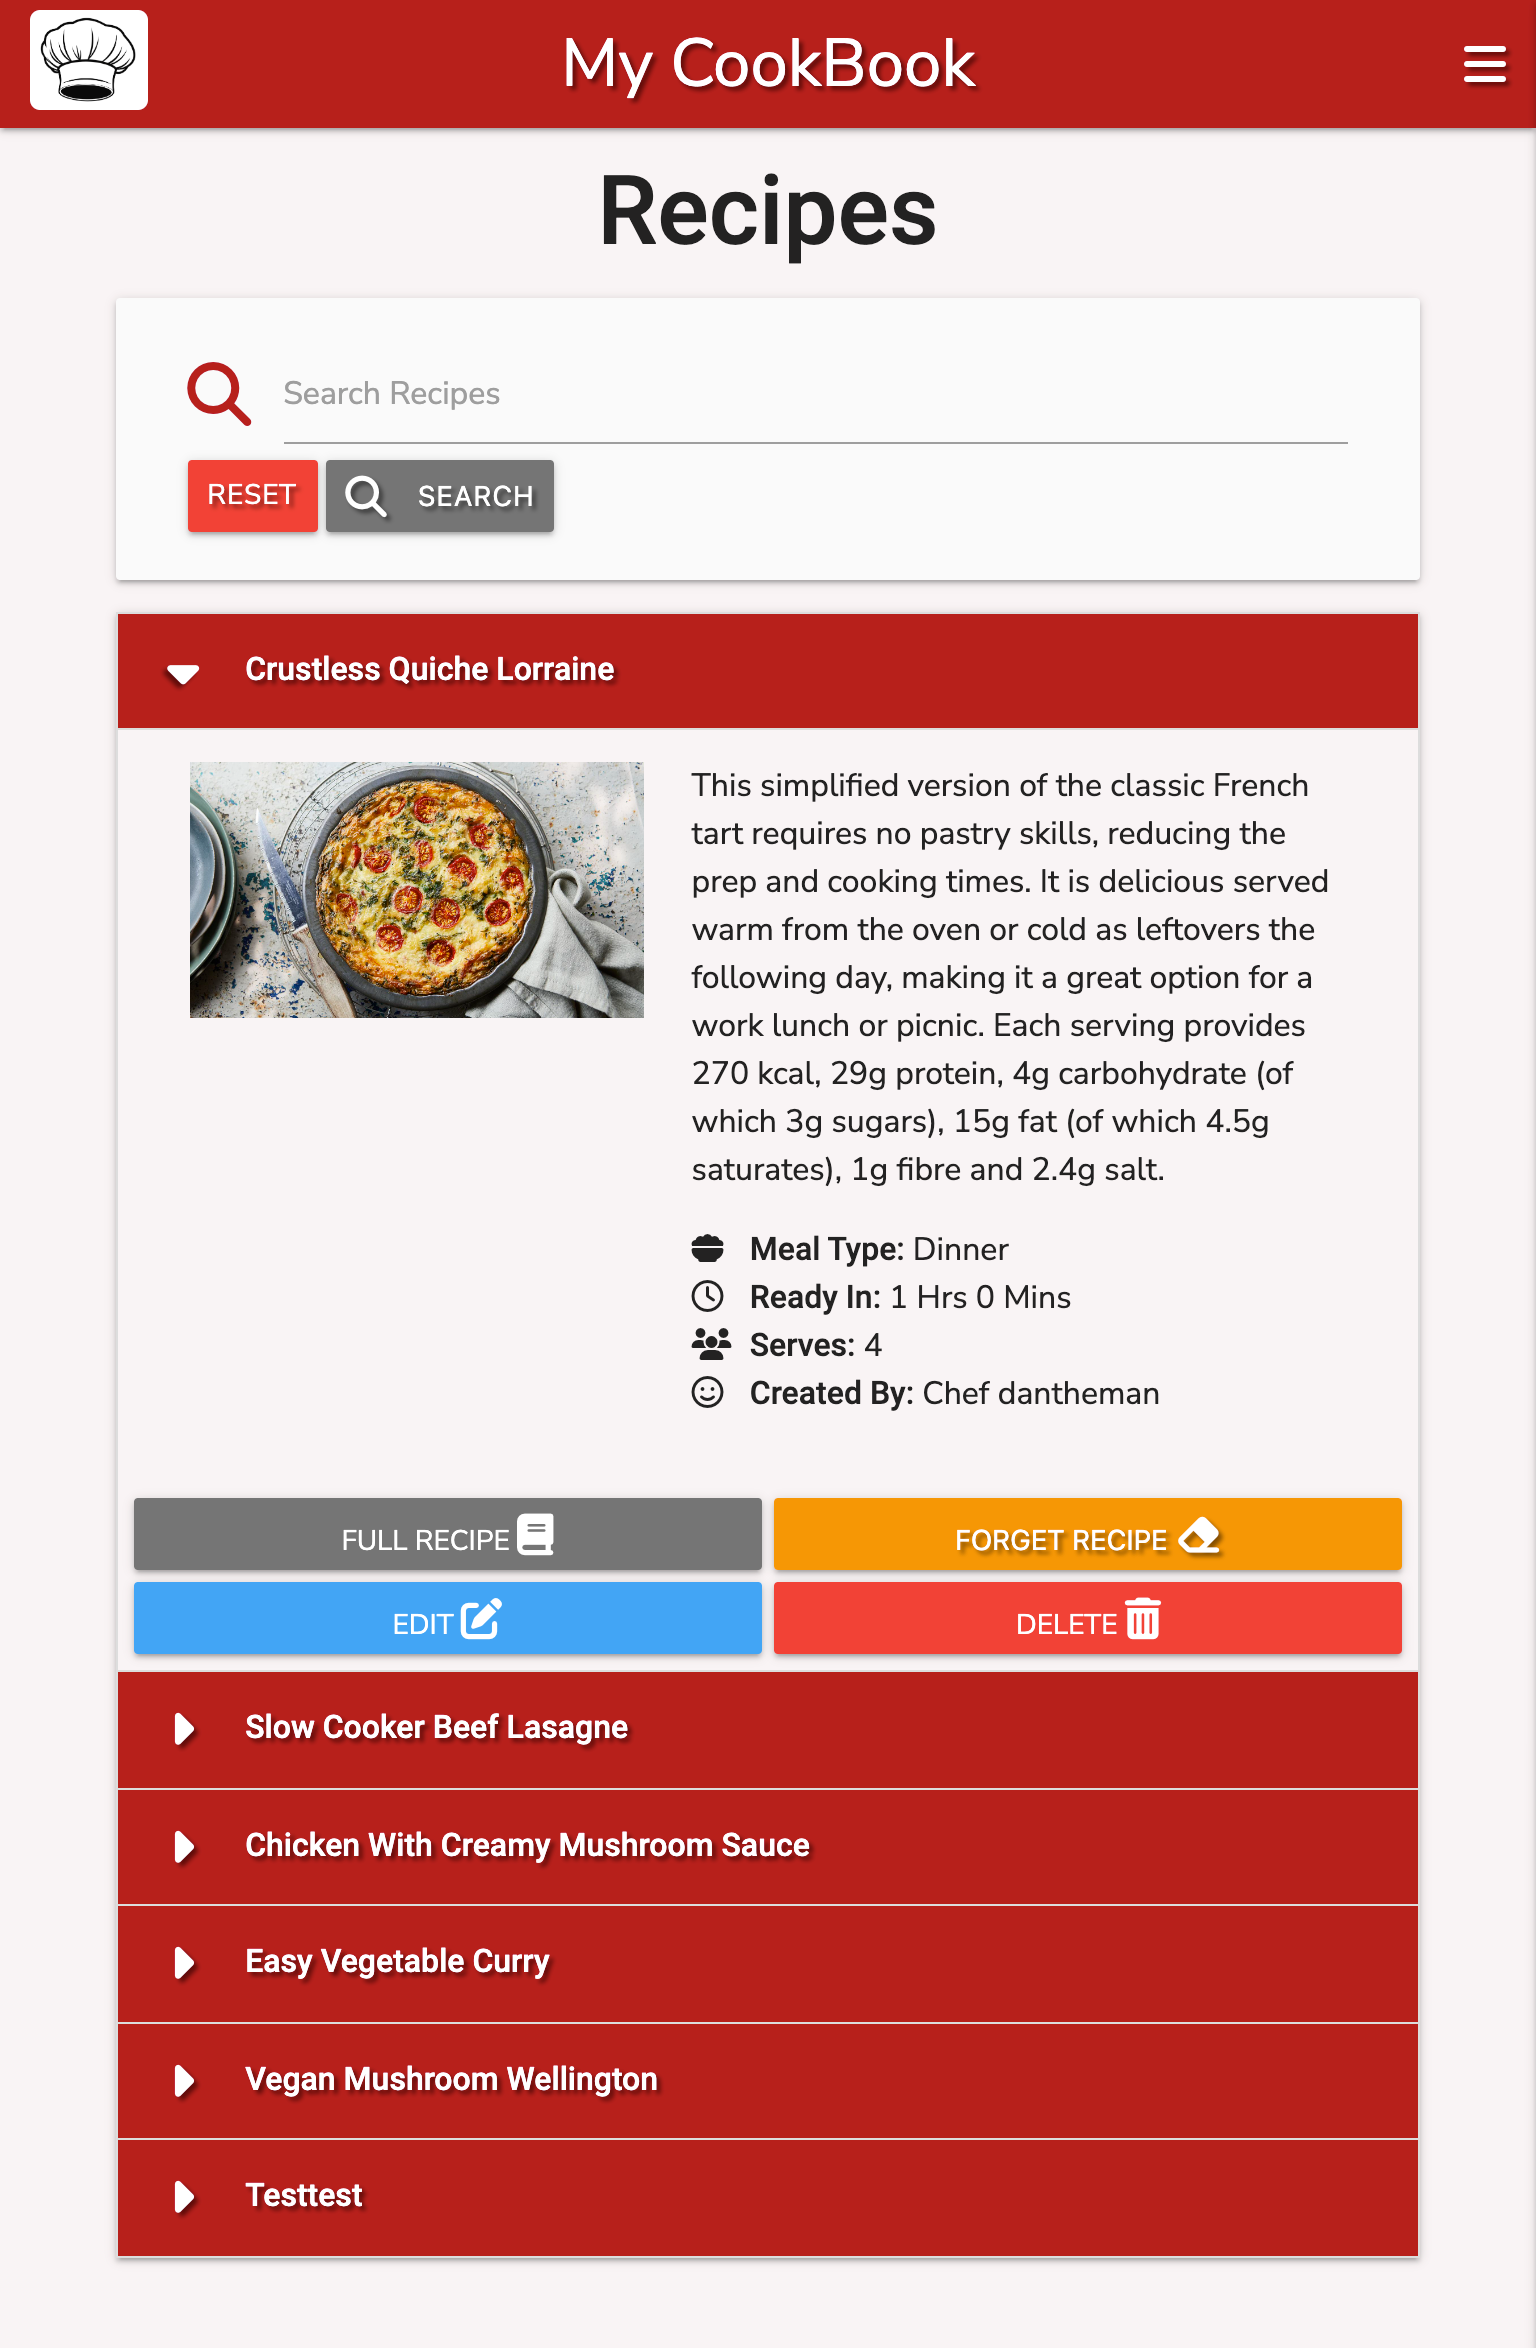 My CookBook
Recipes
Search Recipes
RESET
SEARCH
Crustless Quiche Lorraine
This simplified version of the classic French
tart requires no pastry skills, reducing the
prep and cooking times. It is delicious served
warm from the oven or cold as leftovers the
following day, making it a great option for a
work lunch or picnic. Each serving provides
270 kcal, 29g protein, 4g carbohydrate (of
which 3g sugars), 15g fat (of which 4.5g
saturates), 1g fibre and 2.4g salt.
Meal Type: Dinner
Ready In: 1 Hrs 0 Mins
Serves: 4
Created By: Chef dantheman
FULL RECIPE
FORGET RECIPE
EDIT
DELETE
Slow Cooker Beef Lasagne
Chicken With Creamy Mushroom Sauce
Easy Vegetable Curry
Vegan Mushroom Wellington
Testtest